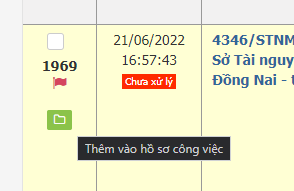 1969
21/06/2022
16:57:43
Chưa xử lý
4346/STNM
Sở Tài nguy
Đồng Nai - t
Thêm vào hồ sơ công việc